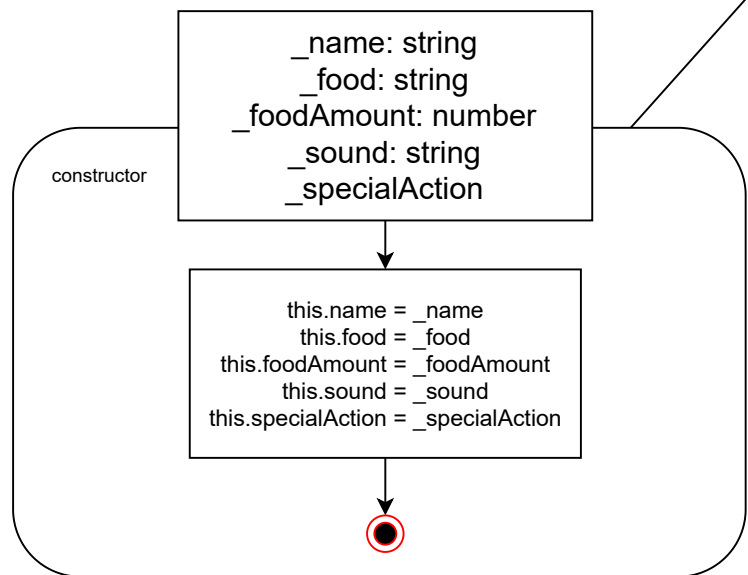 _name: string
_food: string
_foodAmount: number
_sound: string
_specialAction
constructor
this.name = _name
this.food = _food
this.foodAmount = _foodAmount
this.sound = _sound
this.specialAction = _specialAction